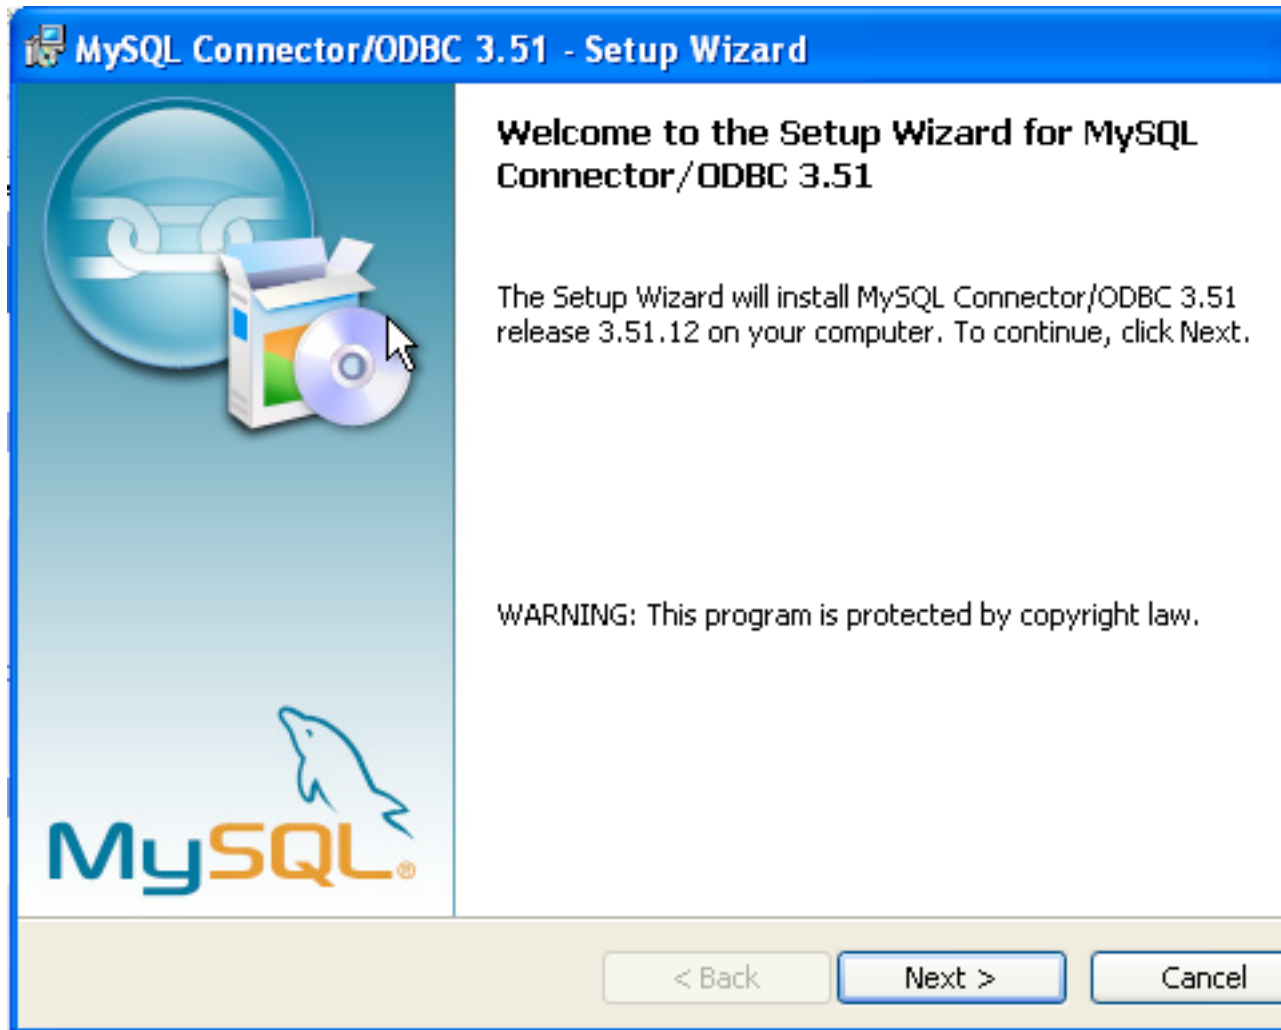 MySQL Connector/ODBC 3.51 - Setup Wizard
Welcome to the Setup Wizard for MySQL
Connector/ODBC 3.51
The Setup Wizard will install MySQL Connector/ODBC 3.51
release 3.51.12 on your computer. To continue, click Next.
WARNING: This program is protected by copyright law.
MySQL®
< Back
Next >
Cancel